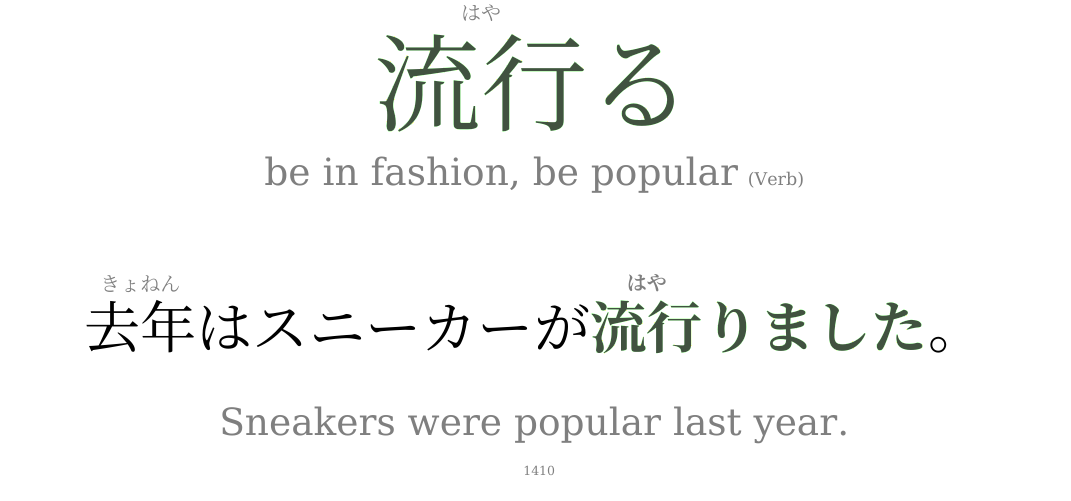 はや
流行る
be in fashion, be popular (Verb)
きょねん はや
去年はスニーカーが流行りました。
Sneakers were popular last year.
1410